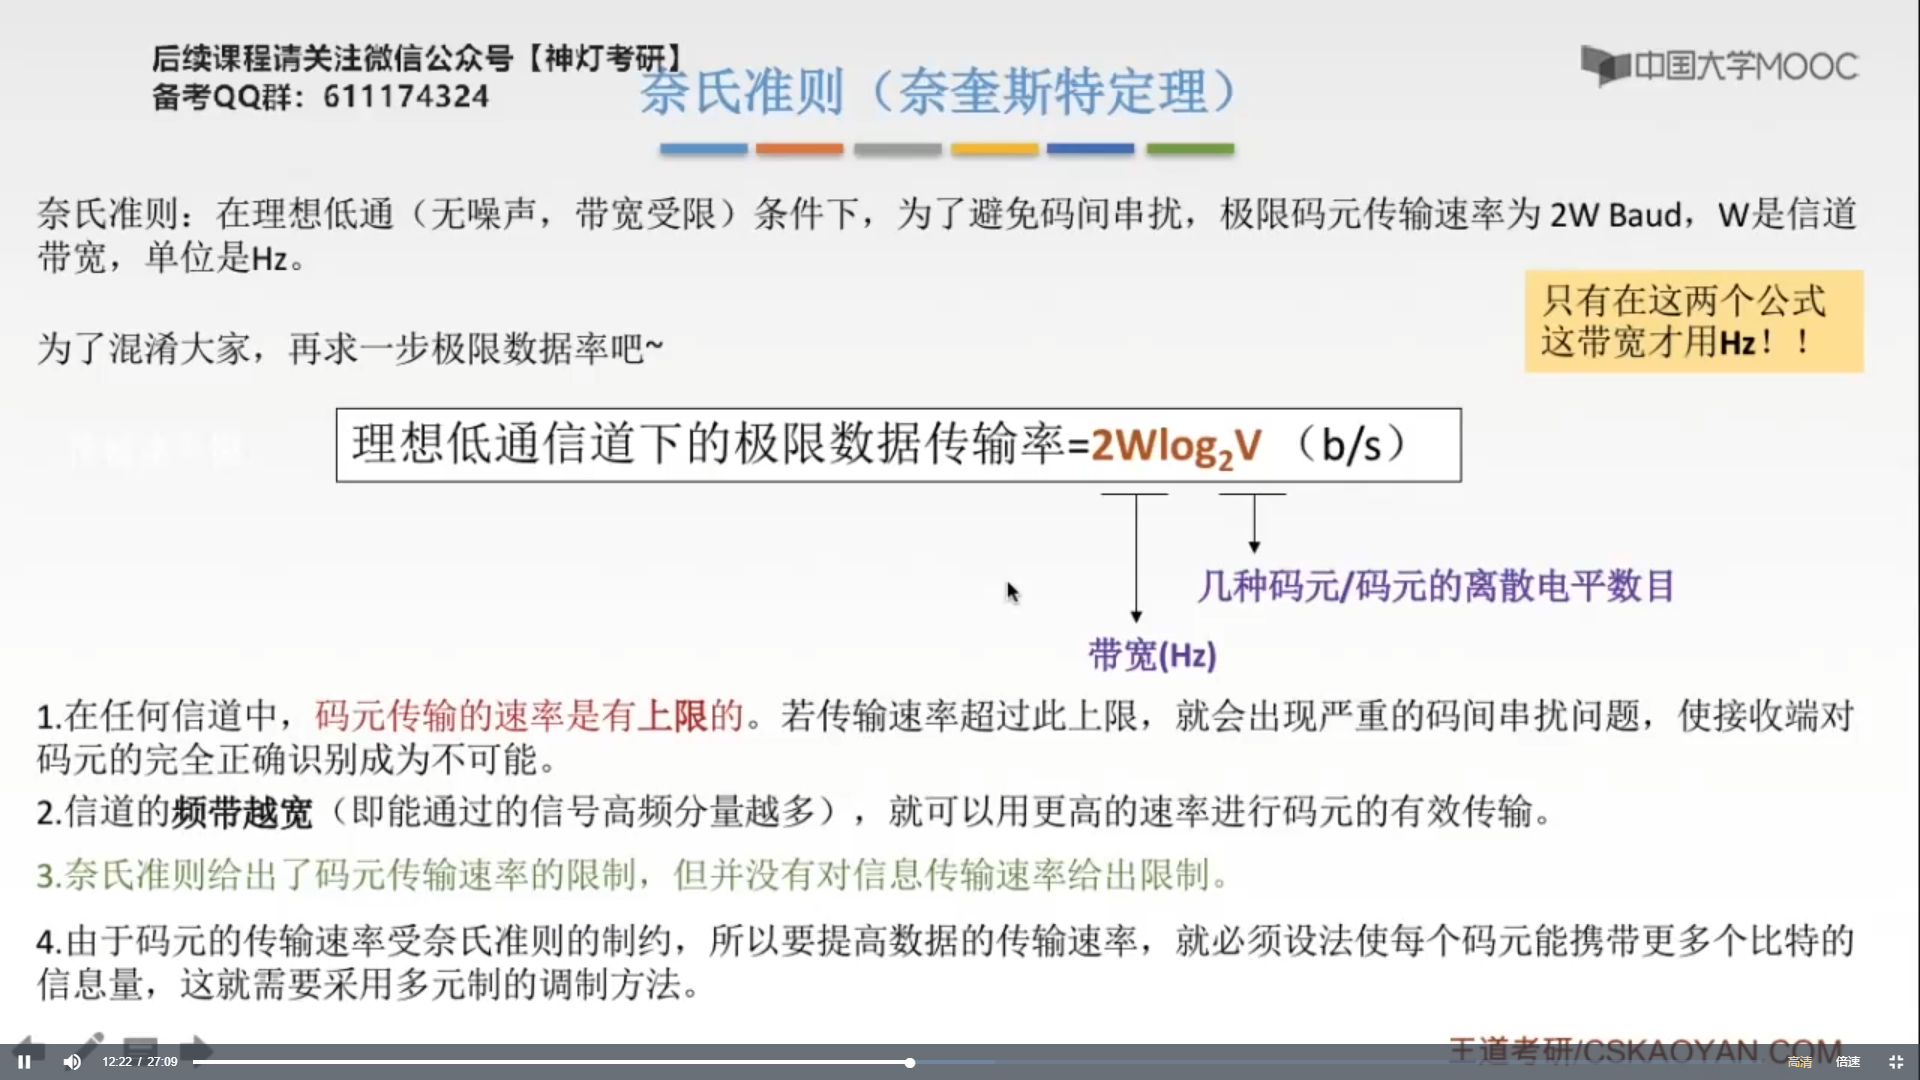 后续课程请关注微信公众号【神灯考研】
备考QQ群：611174324
中国大学MOOC
奈氏准则（奈奎斯特定理）
奈氏准则：在理想低通（无噪声，带宽受限）条件下，为了避免码间串扰，极限码元传输速率为 2W Baud，W是信道
带宽，单位是Hz。
只有在这两个公式
这带宽才用Hz！！
为了混淆大家，再求一步极限数据率吧~
理想低通信道下的极限数据传输率=2Wlog₂V （b/s）
几种码元/码元的离散电平数目
带宽(Hz)
1.在任何信道中，码元传输的速率是有上限的。若传输速率超过此上限，就会出现严重的码间串扰问题，使接收端对
码元的完全正确识别成为不可能。
2.信道的频带越宽（即能通过的信号高频分量越多），就可以用更高的速率进行码元的有效传输。
3.奈氏准则给出了码元传输速率的限制，但并没有对信息传输速率给出限制。
4.由于码元的传输速率受奈氏准则的制约，所以要提高数据的传输速率，就必须设法使每个码元能携带更多个比特的
信息量，这就需要采用多元制的调制方法。
王道考研/CSKAOYAN.COM
12:22 / 27:09
高清
倍速